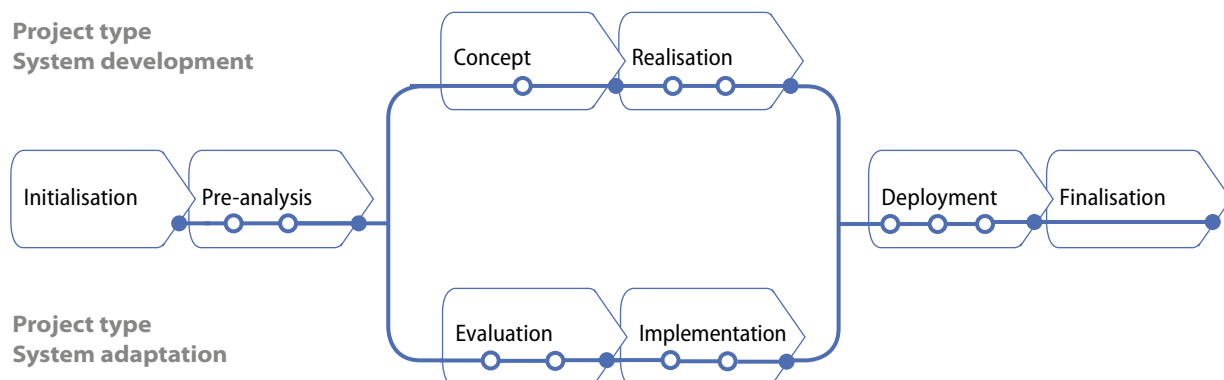 Project type
System development
Concept
Realisation
Initialisation
Pre-analysis
Deployment
Finalisation
Project type
System adaptation
Evaluation
Implementation